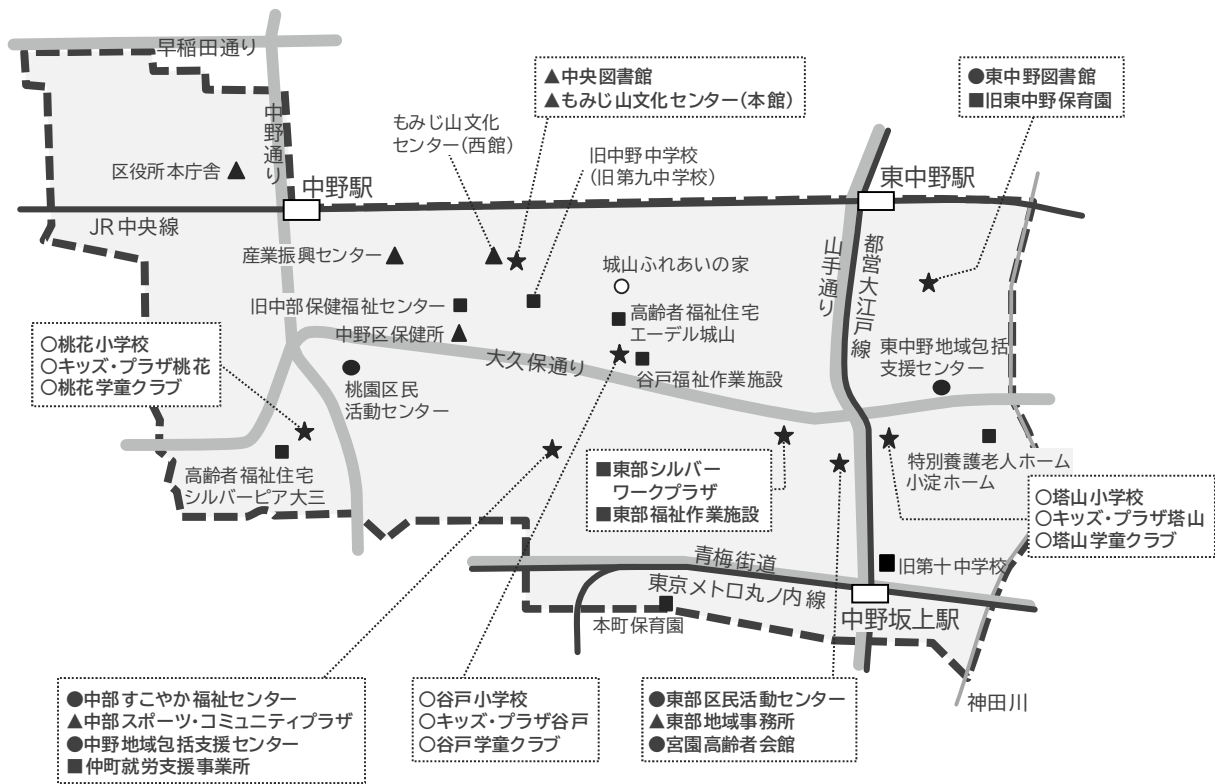 早稲田通り
▲中央図書館
▲もみじ山文化センター(本館)
●東中野図書館
■旧東中野保育園
中野通り
もみじ山文化
センター(西館)
旧中野中学校
(旧第九中学校)
区役所本庁舎▲
中野駅
東中野駅
JR中央線
産業振興センター▲
城山ふれあいの家
山手通り
都営大江戸線
旧中部保健福祉センター■
高齢者福祉住宅
エーデル城山
中野区保健所▲
○桃花小学校
○キッズ・プラザ桃花
○桃花学童クラブ
大久保通り
谷戸福祉作業施設
東中野地域包括
支援センター
桃園区民
活動センター
高齢者福祉住宅
シルバーピア大三
■東部シルバー
ワークプラザ
■東部福祉作業施設
特別養護老人ホーム
小淀ホーム
○塔山小学校
○キッズ・プラザ塔山
○塔山学童クラブ
青梅街道
■旧第十中学校
東京メトロ丸ノ内線
本町保育園
中野坂上駅
神田川
●中部すこやか福祉センター
▲中部スポーツ・コミュニティプラザ
●中野地域包括支援センター
■仲町就労支援事業所
○谷戸小学校
○キッズ・プラザ谷戸
○谷戸学童クラブ
●東部区民活動センター
▲東部地域事務所
●宮園高齢者会館